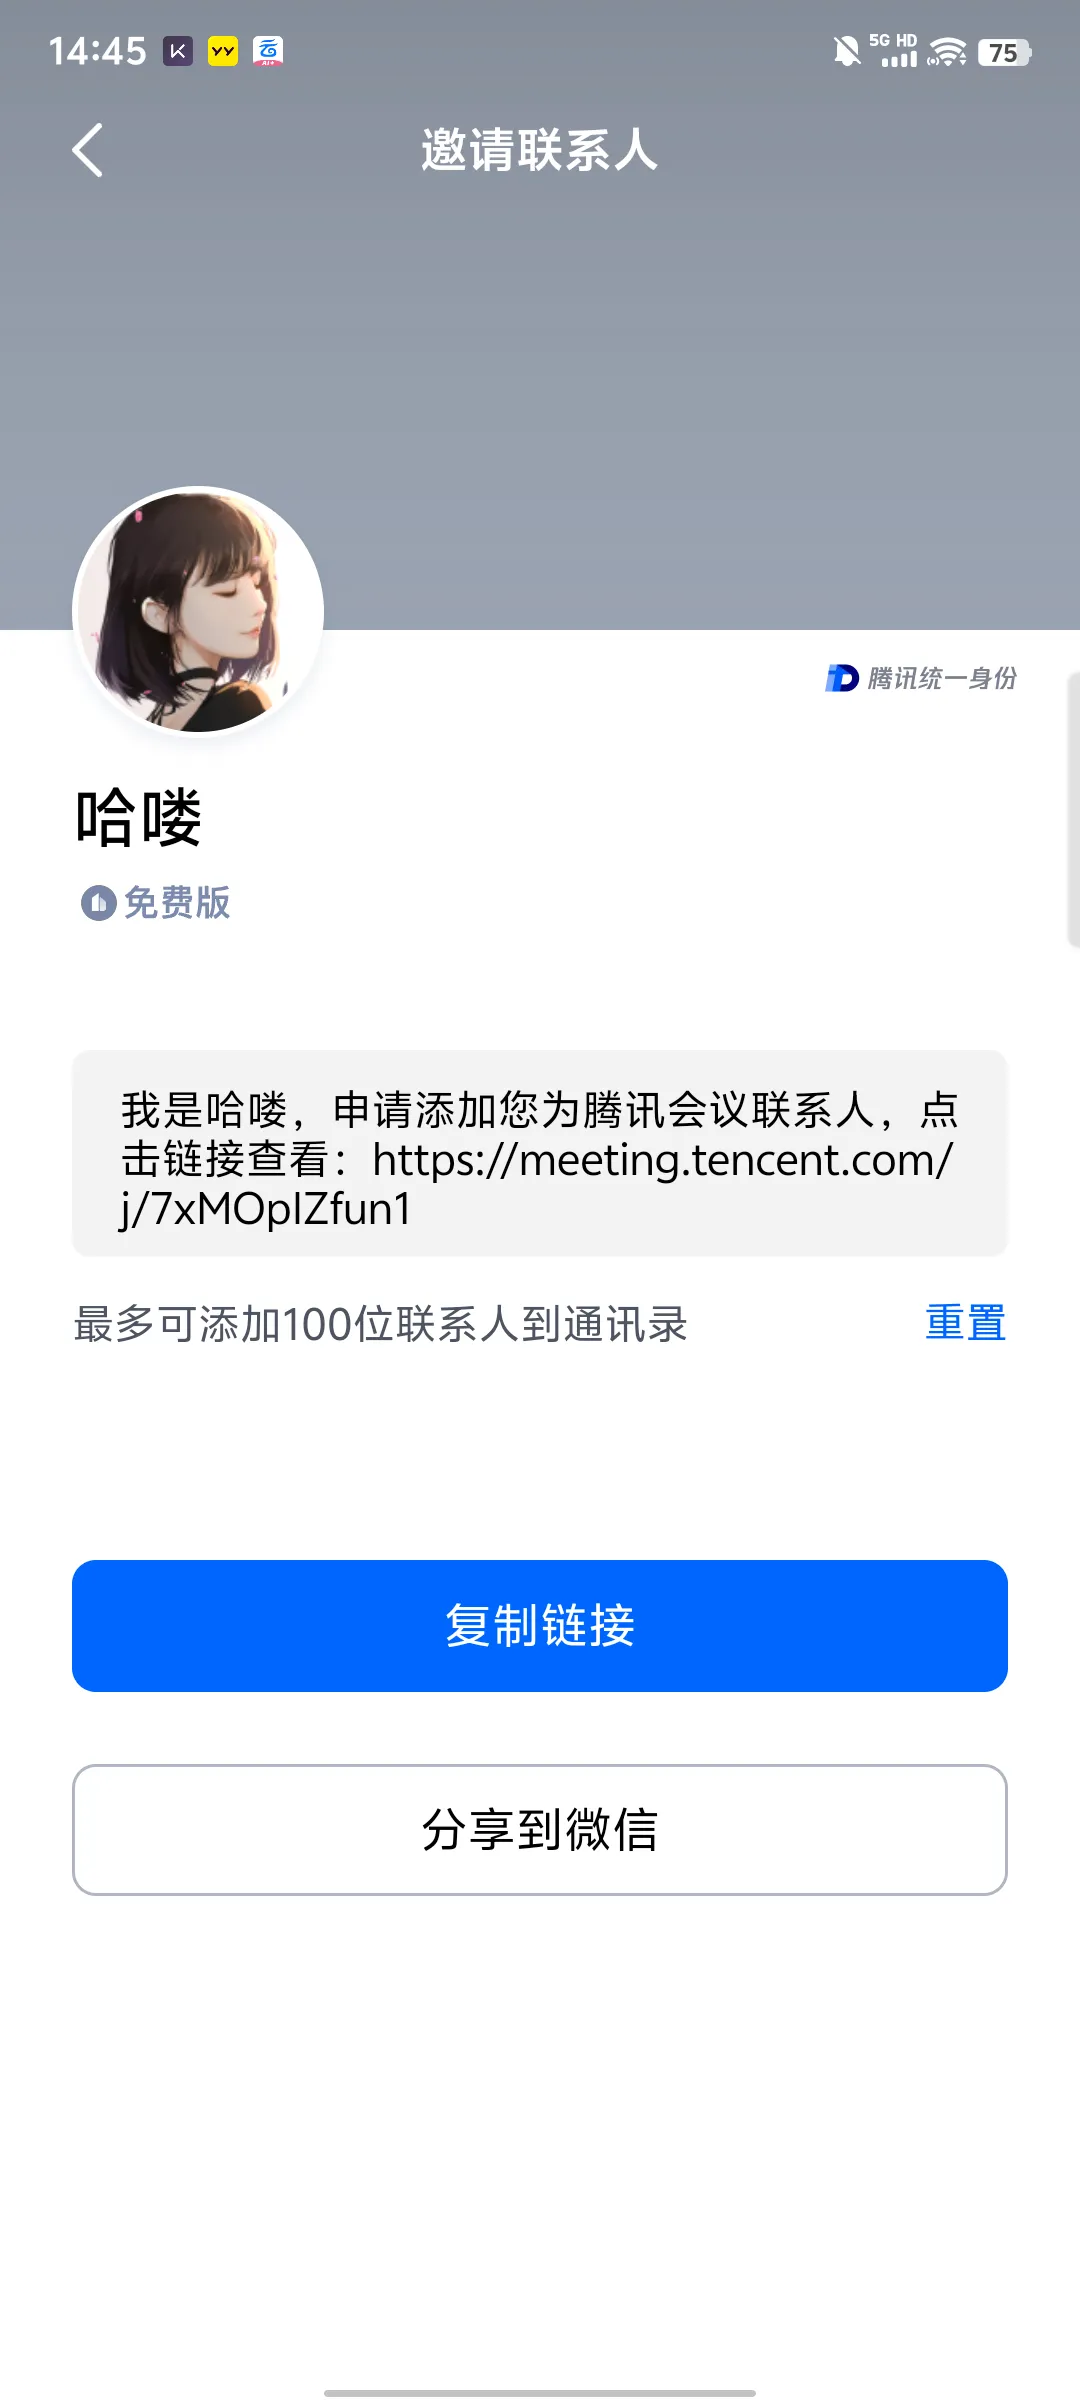 14:45
5G HD
75
邀请联系人
腾讯统一身份
哈喽
免费版
我是哈喽，申请添加您为腾讯会议联系人，点
击链接查看：https://meeting.tencent.com/
j/7xMOpIZfun1
最多可添加100位联系人到通讯录
重置
复制链接
分享到微信